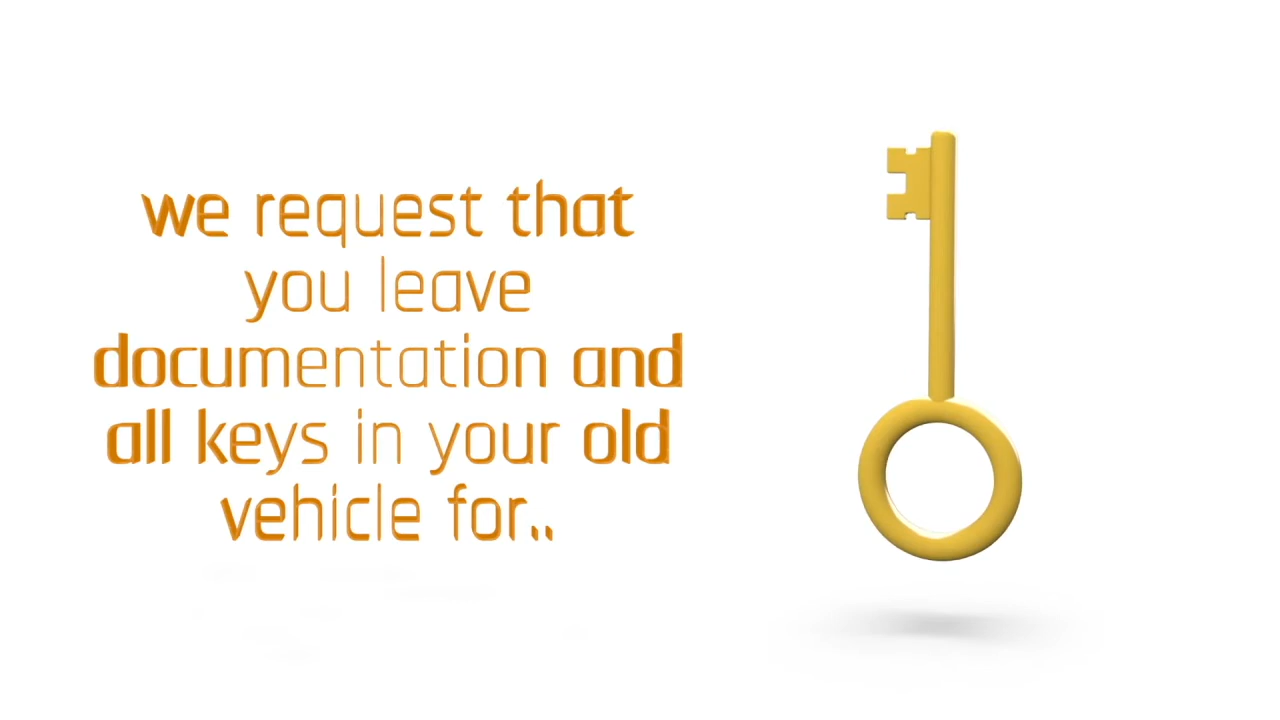 we request that
you leave
documentation and
all keys in your old
vehicle for..